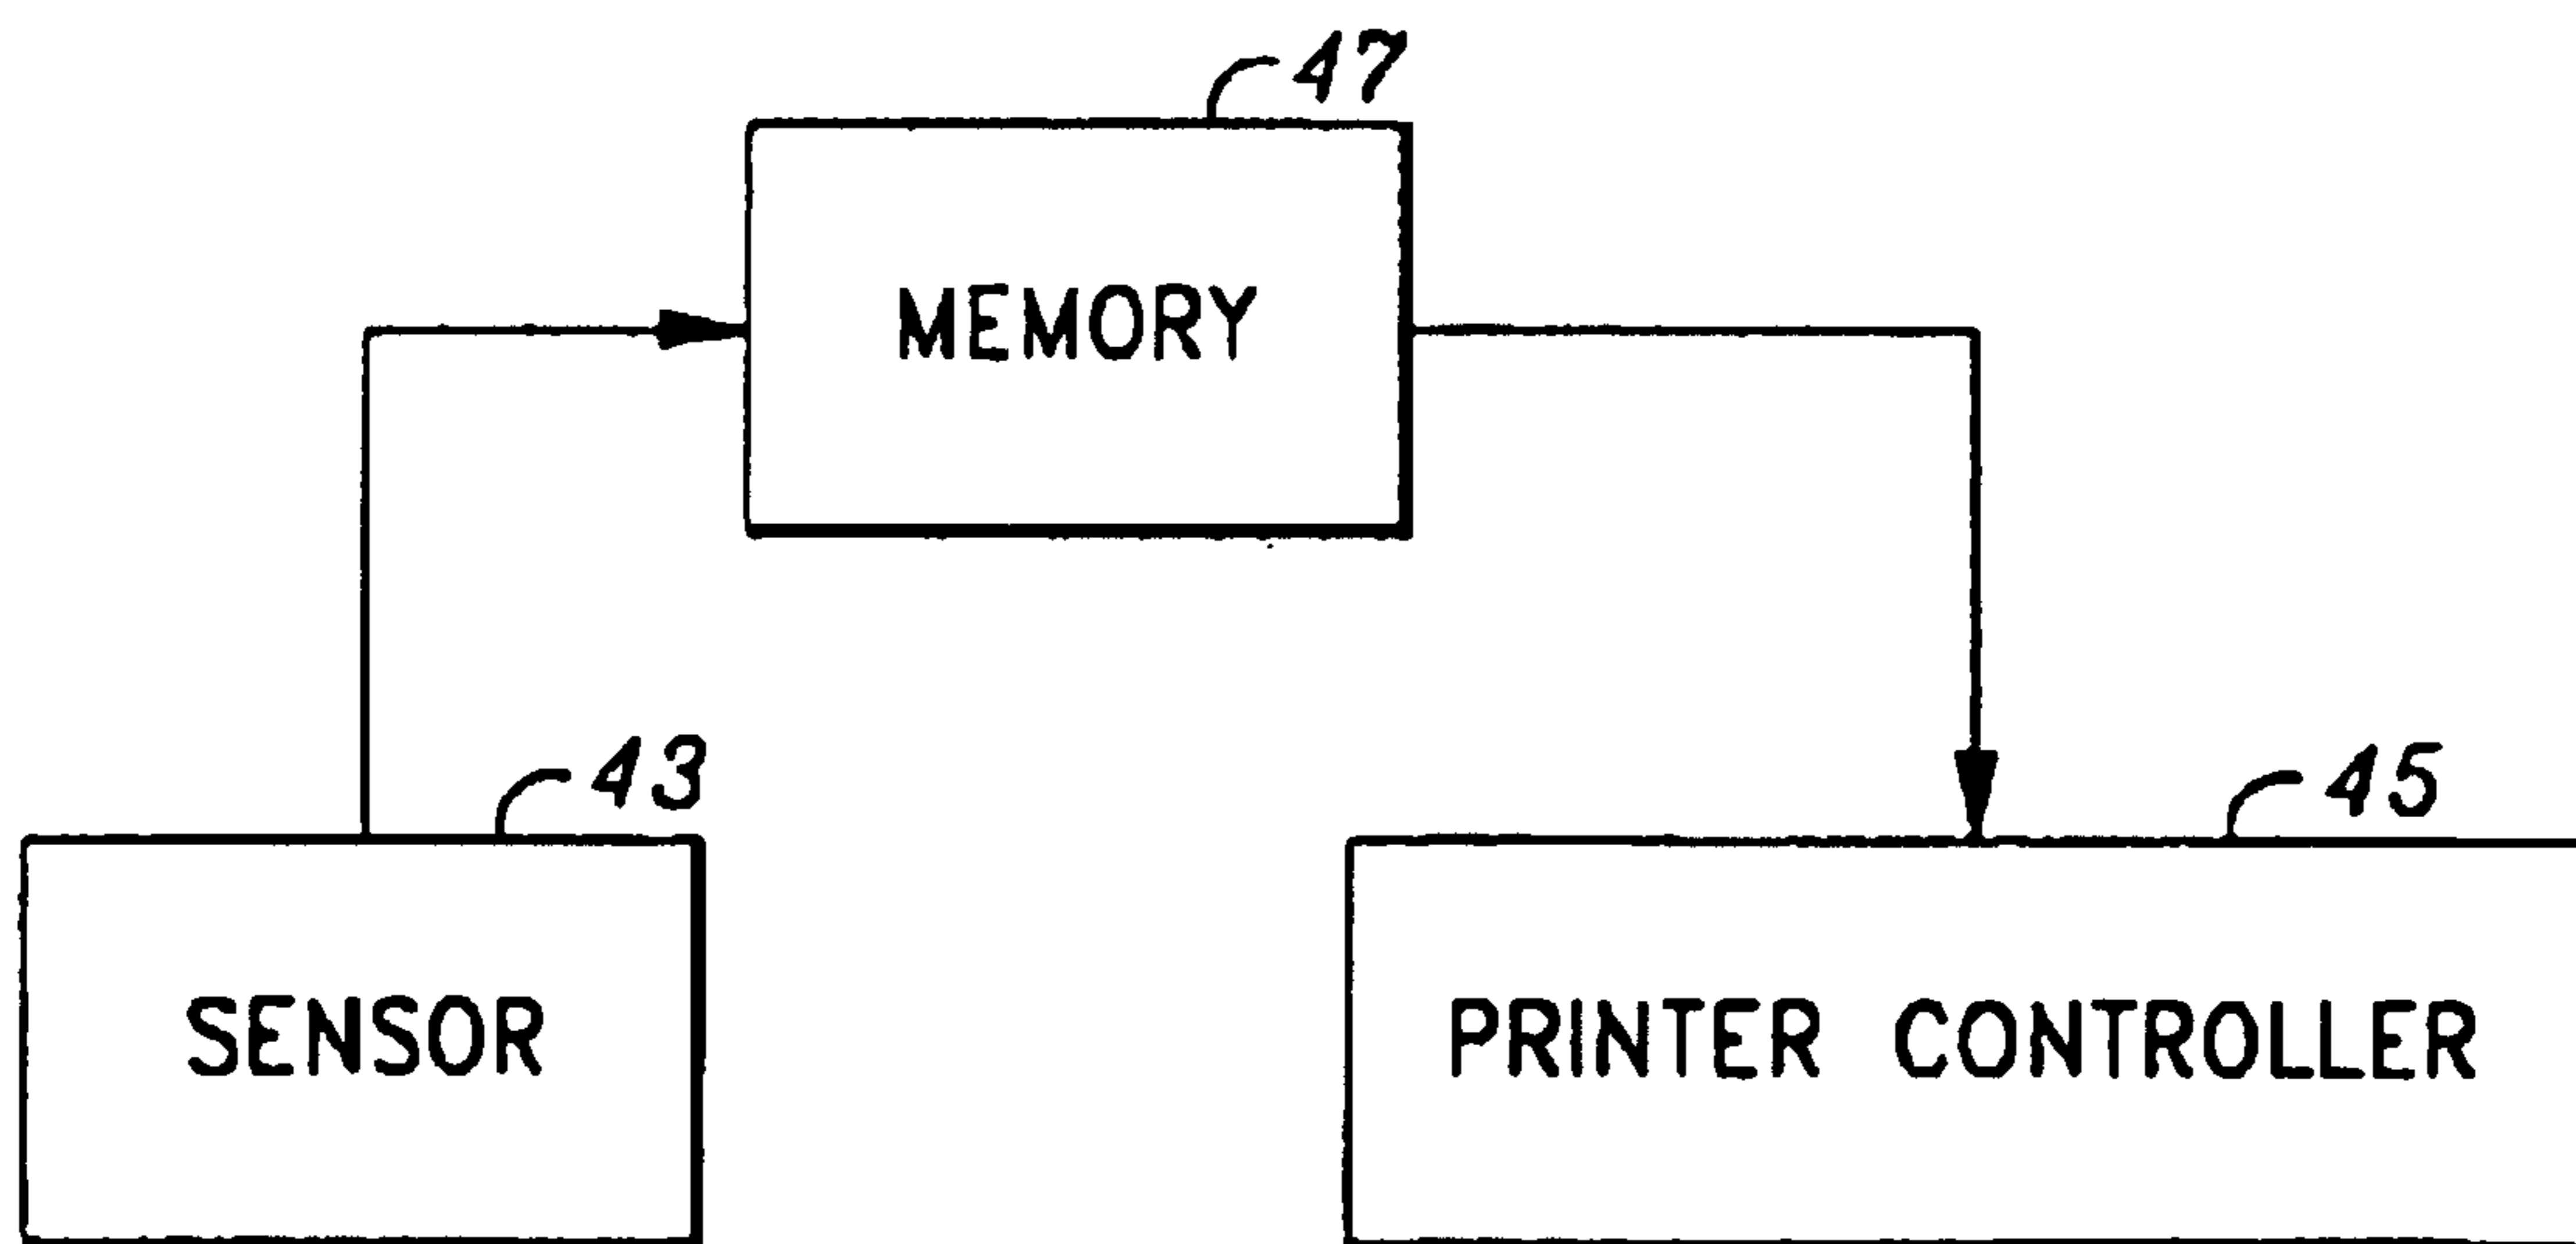 47
MEMORY
43
45
SENSOR
PRINTER CONTROLLER